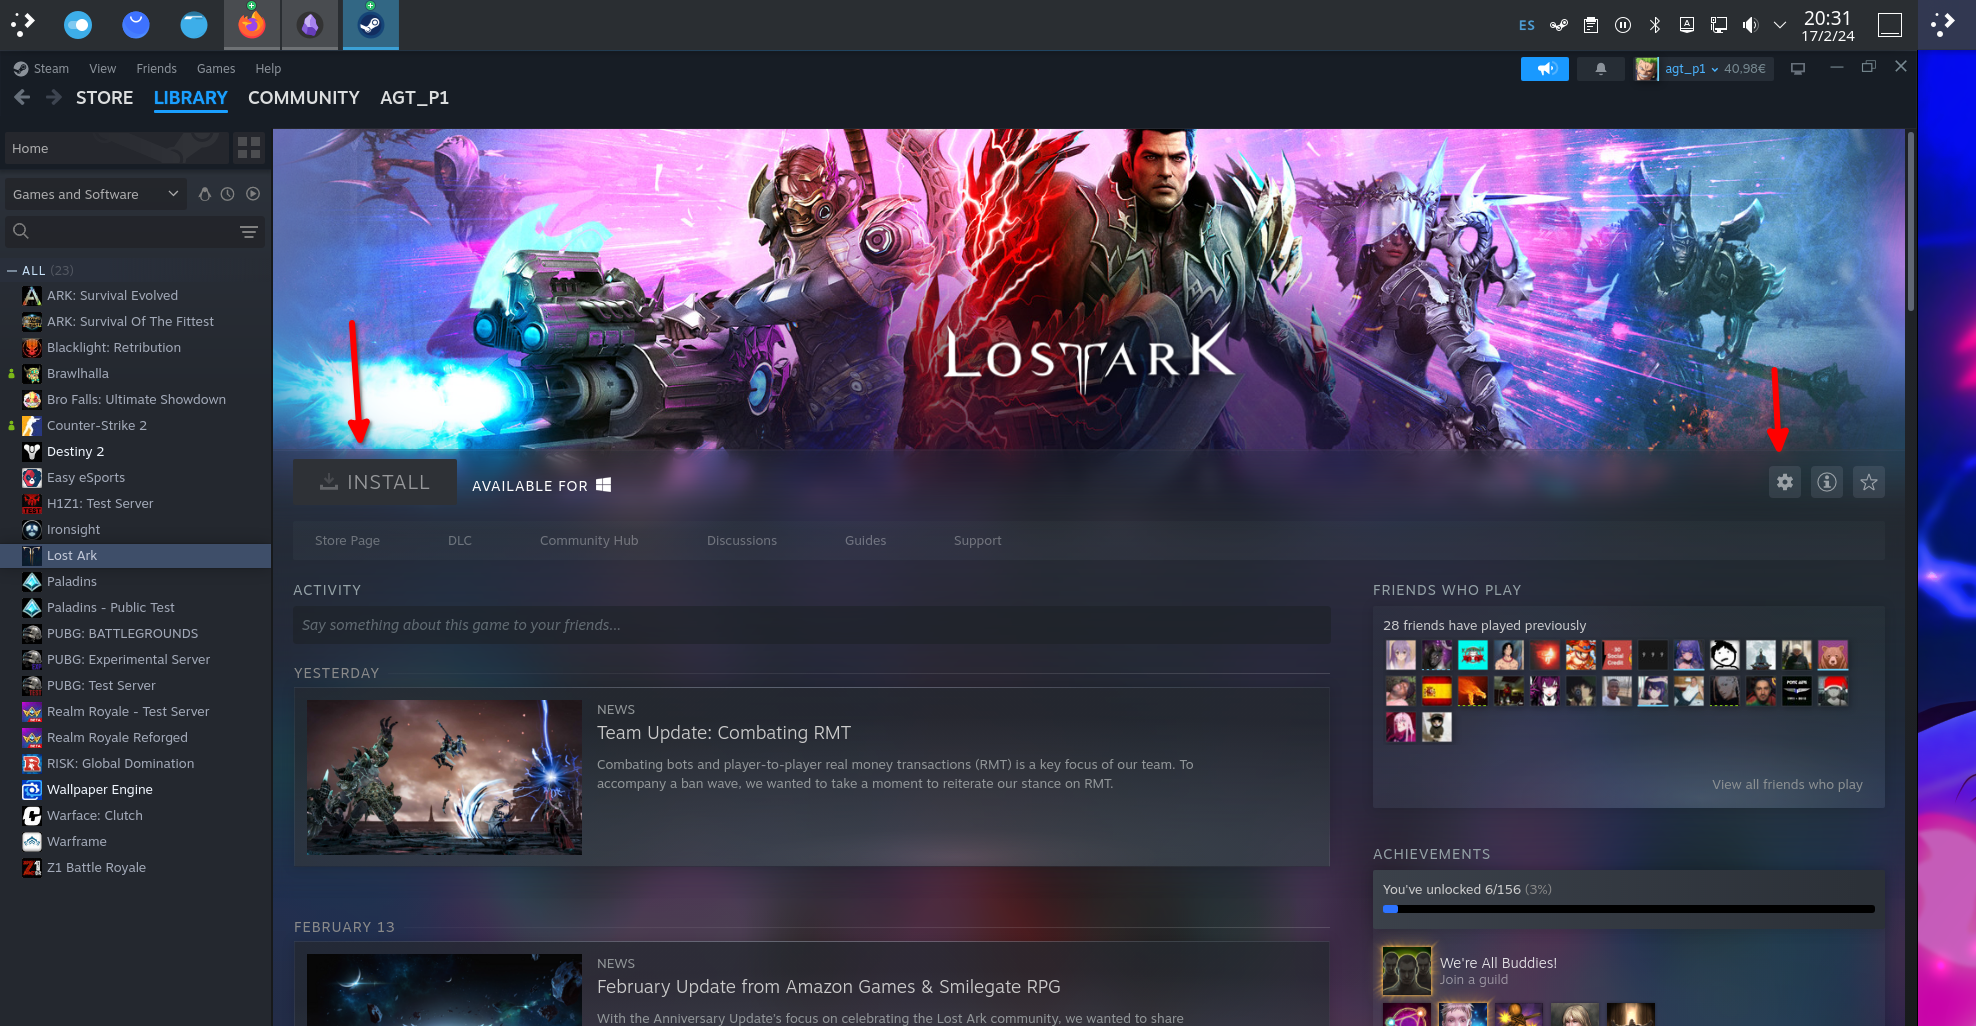 ES
20:31
17/2/24
Steam View Friends Games Help
agt_p1 40,98€
STORE LIBRARY COMMUNITY AGT_P1
Home
Games and Software
ALL (23)
ARK: Survival Evolved
ARK: Survival Of The Fittest
Blacklight: Retribution
Brawlhalla
Bro Falls: Ultimate Showdown
Counter-Strike 2
Destiny 2
Easy eSports
H1Z1: Test Server
Ironsight
Lost Ark
Paladins
Paladins - Public Test
PUBG: BATTLEGROUNDS
PUBG: Experimental Server
PUBG: Test Server
Realm Royale - Test Server
Realm Royale Reforged
RISK: Global Domination
Wallpaper Engine
Warface: Clutch
Warframe
Z1 Battle Royale
LOST ARK
INSTALL
AVAILABLE FOR
Store Page DLC Community Hub Discussions Guides Support
ACTIVITY
Say something about this game to your friends...
YESTERDAY
NEWS
Team Update: Combating RMT
Combating bots and player-to-player real money transactions (RMT) is a key focus of our team. To
accompany a ban wave, we wanted to take a moment to reiterate our stance on RMT.
FEBRUARY 13
NEWS
February Update from Amazon Games & Smilegate RPG
With the Anniversary Update's focus on celebrating the Lost Ark community, we wanted to share
FRIENDS WHO PLAY
28 friends have played previously
Social
Credit
View all friends who play
ACHIEVEMENTS
You've unlocked 6/156 (3%)
We're All Buddies!
Join a guild